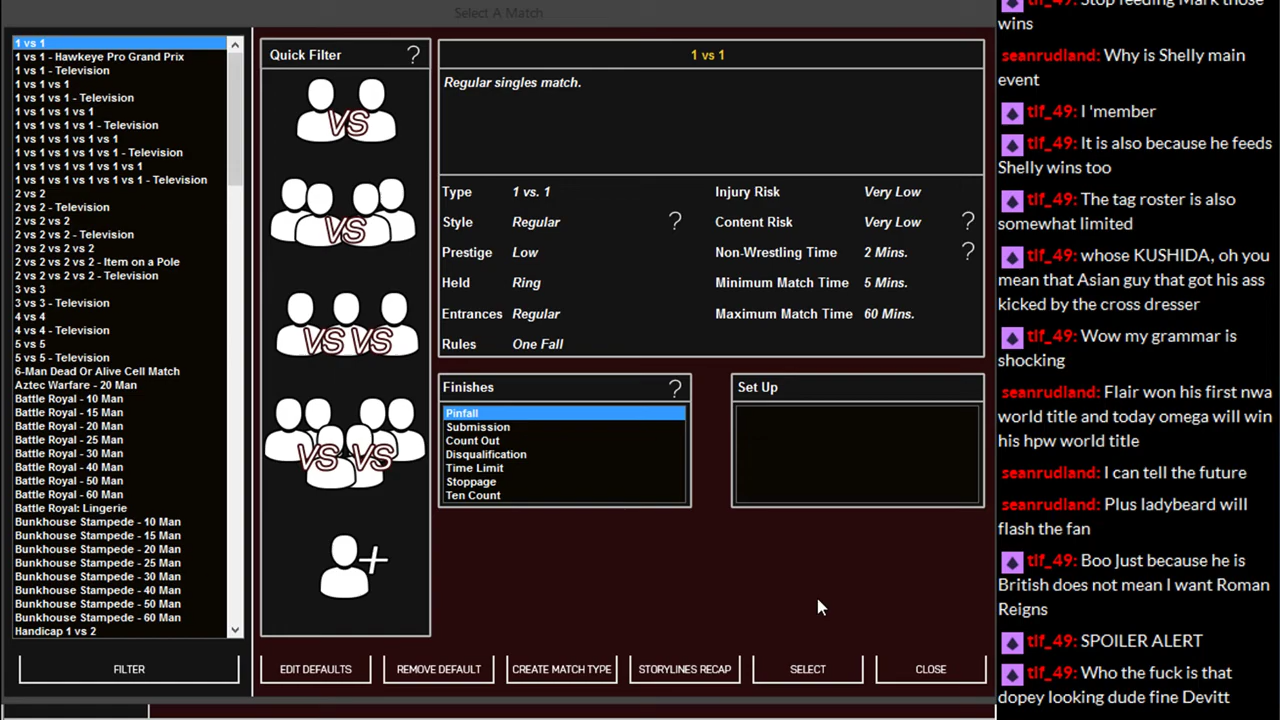 Select A Match
1 vs 1
1 vs 1 - Hawkeye Pro Grand Prix
1 vs 1 - Television
1 vs 1 vs 1
1 vs 1 vs 1 - Television
1 vs 1 vs 1 vs 1
1 vs 1 vs 1 vs 1 - Television
1 vs 1 vs 1 vs 1 vs 1
1 vs 1 vs 1 vs 1 vs 1 - Television
1 vs 1 vs 1 vs 1 vs 1 vs 1
1 vs 1 vs 1 vs 1 vs 1 vs 1 - Television
2 vs 2
2 vs 2 - Television
2 vs 2 vs 2
2 vs 2 vs 2 - Television
2 vs 2 vs 2 vs 2
2 vs 2 vs 2 vs 2 - Item on a Pole
2 vs 2 vs 2 vs 2 - Television
3 vs 3
3 vs 3 - Television
4 vs 4
4 vs 4 - Television
5 vs 5
5 vs 5 - Television
6-Man Dead Or Alive Cell Match
Aztec Warfare - 20 Man
Battle Royal - 10 Man
Battle Royal - 15 Man
Battle Royal - 20 Man
Battle Royal - 25 Man
Battle Royal - 30 Man
Battle Royal - 40 Man
Battle Royal - 50 Man
Battle Royal - 60 Man
Battle Royal: Lingerie
Bunkhouse Stampede - 10 Man
Bunkhouse Stampede - 15 Man
Bunkhouse Stampede - 20 Man
Bunkhouse Stampede - 25 Man
Bunkhouse Stampede - 30 Man
Bunkhouse Stampede - 40 Man
Bunkhouse Stampede - 50 Man
Bunkhouse Stampede - 60 Man
Handicap 1 vs 2
FILTER
Quick Filter ?
VS
VS
VS VS
VS VS
+
1 vs 1
Regular singles match.
Type 1 vs. 1 Injury Risk Very Low
Style Regular ? Content Risk Very Low ?
Prestige Low Non-Wrestling Time 2 Mins. ?
Held Ring Minimum Match Time 5 Mins.
Entrances Regular Maximum Match Time 60 Mins.
Rules One Fall
Finishes ?
Pinfall
Submission
Count Out
Disqualification
Time Limit
Stoppage
Ten Count
Set Up
EDIT DEFAULTS REMOVE DEFAULT CREATE MATCH TYPE STORYLINES RECAP SELECT CLOSE
tif_49: Stop feeding Mark those
wins
seanrudland: Why is Shelly main
event
tif_49: I 'member
tif_49: It is also because he feeds
Shelly wins too
tif_49: The tag roster is also
somewhat limited
tif_49: whose KUSHIDA, oh you
mean that Asian guy that got his ass
kicked by the cross dresser
tif_49: Wow my grammar is
shocking
seanrudland: Flair won his first nwa
world title and today omega will win
his hpw world title
seanrudland: I can tell the future
seanrudland: Plus ladybeard will
flash the fan
tif_49: Boo Just because he is
British does not mean I want Roman
Reigns
tif_49: SPOILER ALERT
tif_49: Who the fuck is that
dopey looking dude fine Devitt